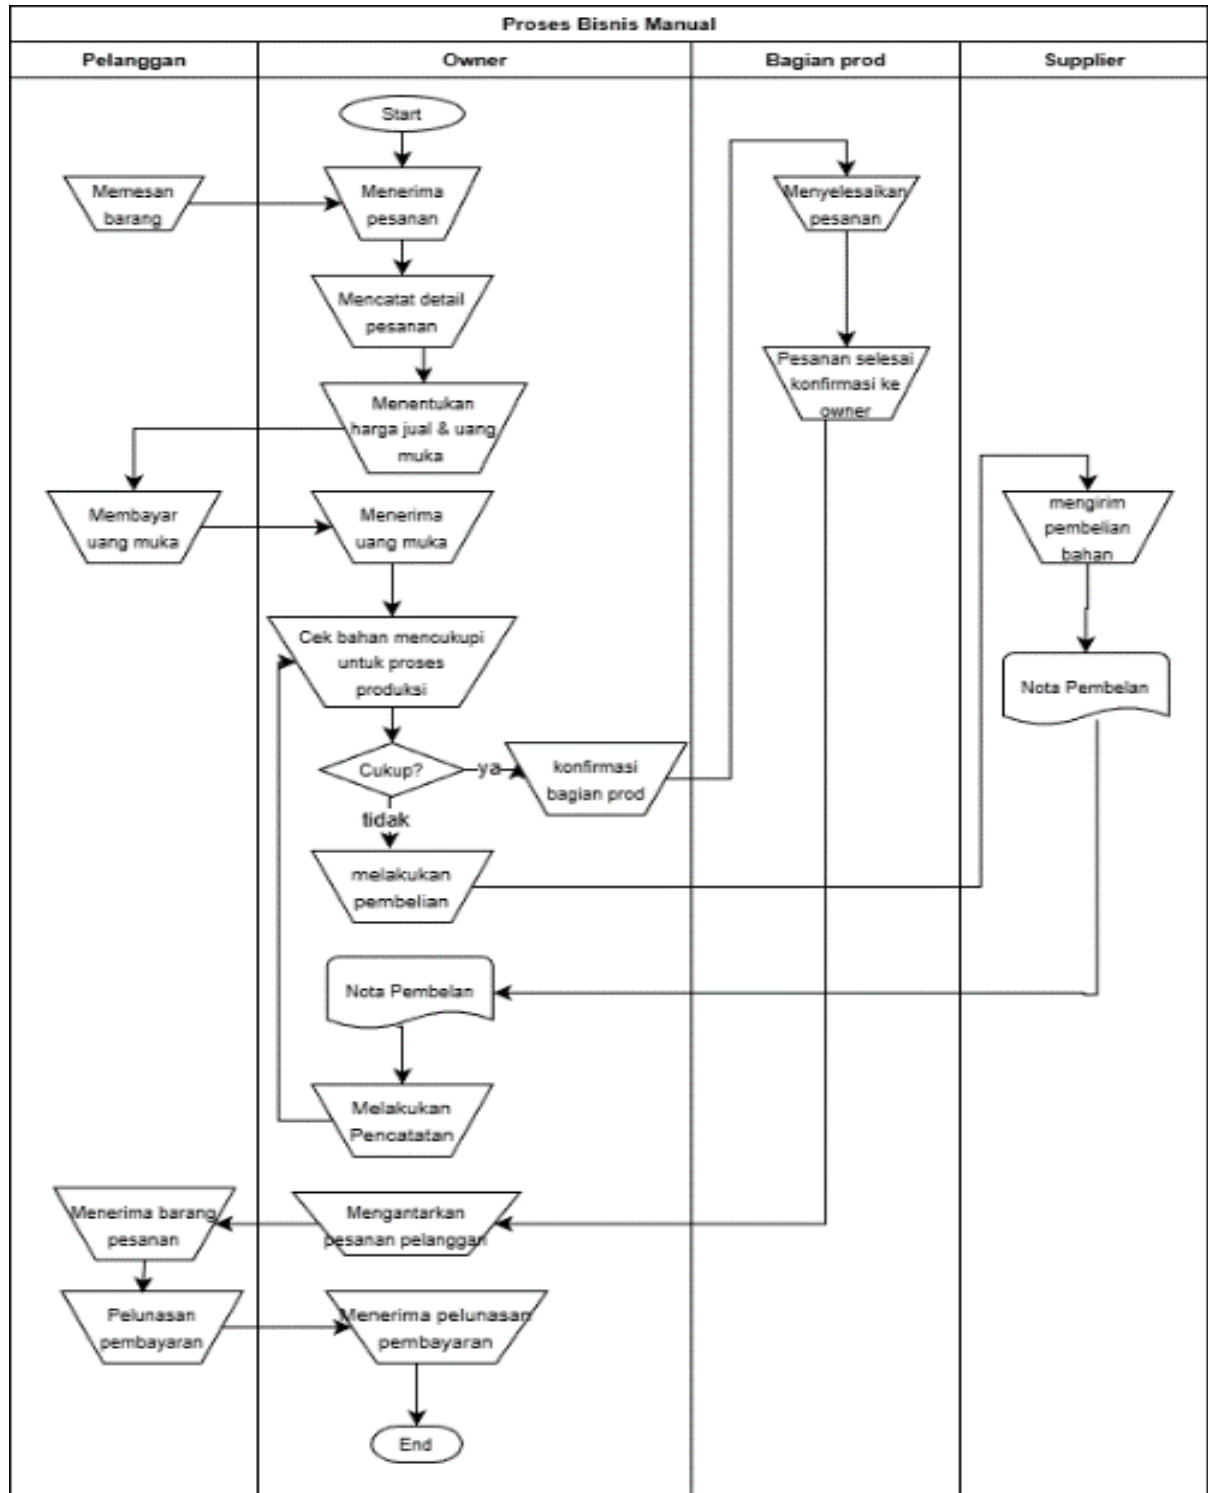 Proses Bisnis Manual
Pelanggan
Owner
Bagian prod
Supplier
Start
Memesan
barang
Menerima
pesanan
Menyelesaikan
pesanan
Mencatat detail
pesanan
Pesanan selesai
konfirmasi ke
owner
Menentukan
harga jual & uang
muka
Membayar
uang muka
Menerima
uang muka
mengirim
pembelian
bahan
Cek bahan mencukupi
untuk proses
produksi
Nota Pembelan
Cukup?
ya
konfirmasi
bagian prod
tidak
melakukan
pembelian
Nota Pembelan
Melakukan
Pencatatan
Menerima barang
pesanan
Mengantarkan
pesanan pelanggan
Pelunasan
pembayaran
Menerima pelunasan
pembayaran
End